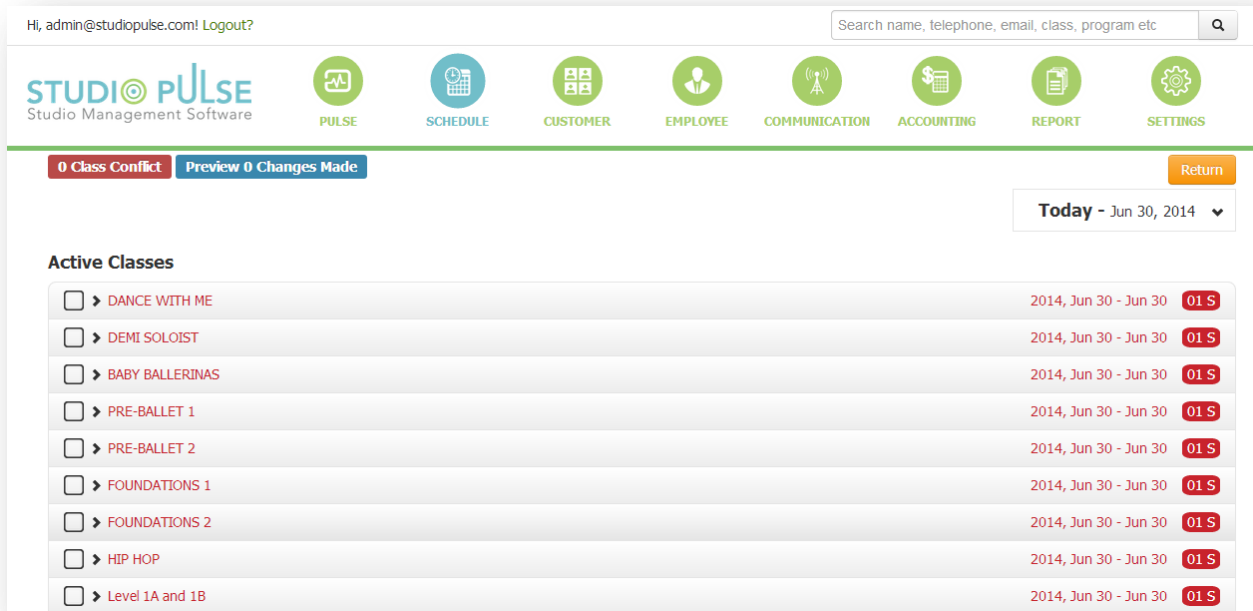 Hi, admin@studiopulse.com! Logout?
Search name, telephone, email, class, program etc
STUDIO PULSE
Studio Management Software
PULSE
SCHEDULE
CUSTOMER
EMPLOYEE
COMMUNICATION
ACCOUNTING
REPORT
SETTINGS
0 Class Conflict
Preview 0 Changes Made
Return
Today - Jun 30, 2014
Active Classes
DANCE WITH ME 2014, Jun 30 - Jun 30 01 S
DEMI SOLOIST 2014, Jun 30 - Jun 30 01 S
BABY BALLERINAS 2014, Jun 30 - Jun 30 01 S
PRE-BALLET 1 2014, Jun 30 - Jun 30 01 S
PRE-BALLET 2 2014, Jun 30 - Jun 30 01 S
FOUNDATIONS 1 2014, Jun 30 - Jun 30 01 S
FOUNDATIONS 2 2014, Jun 30 - Jun 30 01 S
HIP HOP 2014, Jun 30 - Jun 30 01 S
Level 1A and 1B 2014, Jun 30 - Jun 30 01 S